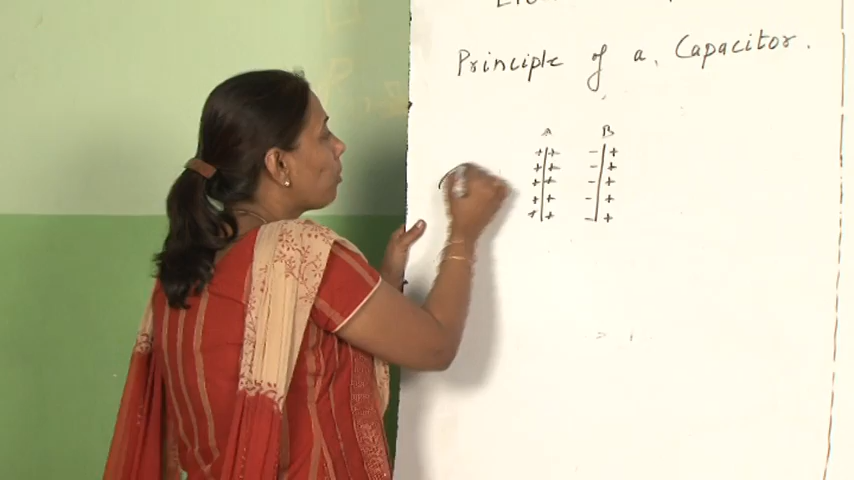 Principle of a Capacitor.
A B
++ - +
++ - +
++ - +
++ - +
++ - +